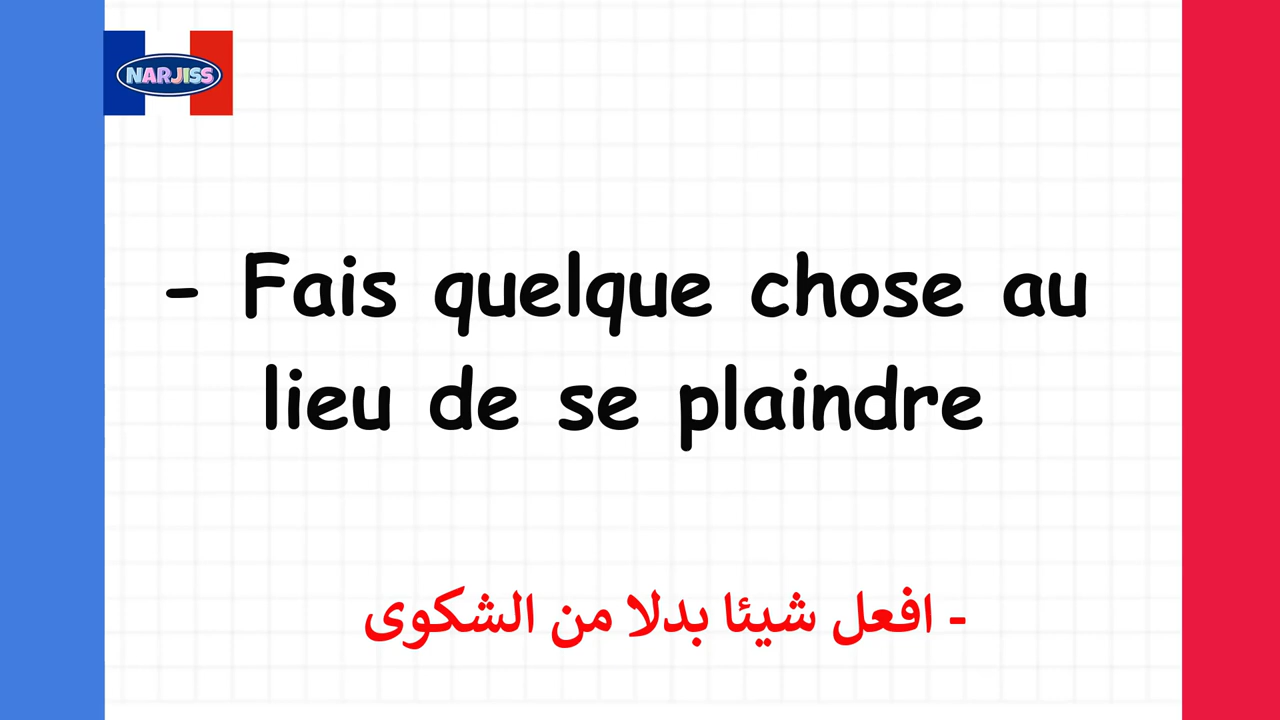 NARJISS
- Fais quelque chose au
lieu de se plaindre
- افعل شيئا بدلا من الشكوى